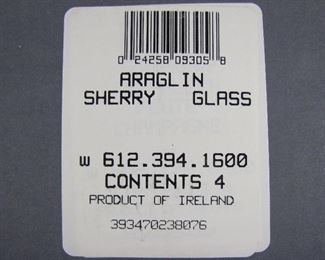 0 24258 09305 8
ARAGLIN
SHERRY GLASS
W 612.394.1600
CONTENTS 4
PRODUCT OF IRELAND
393470238076